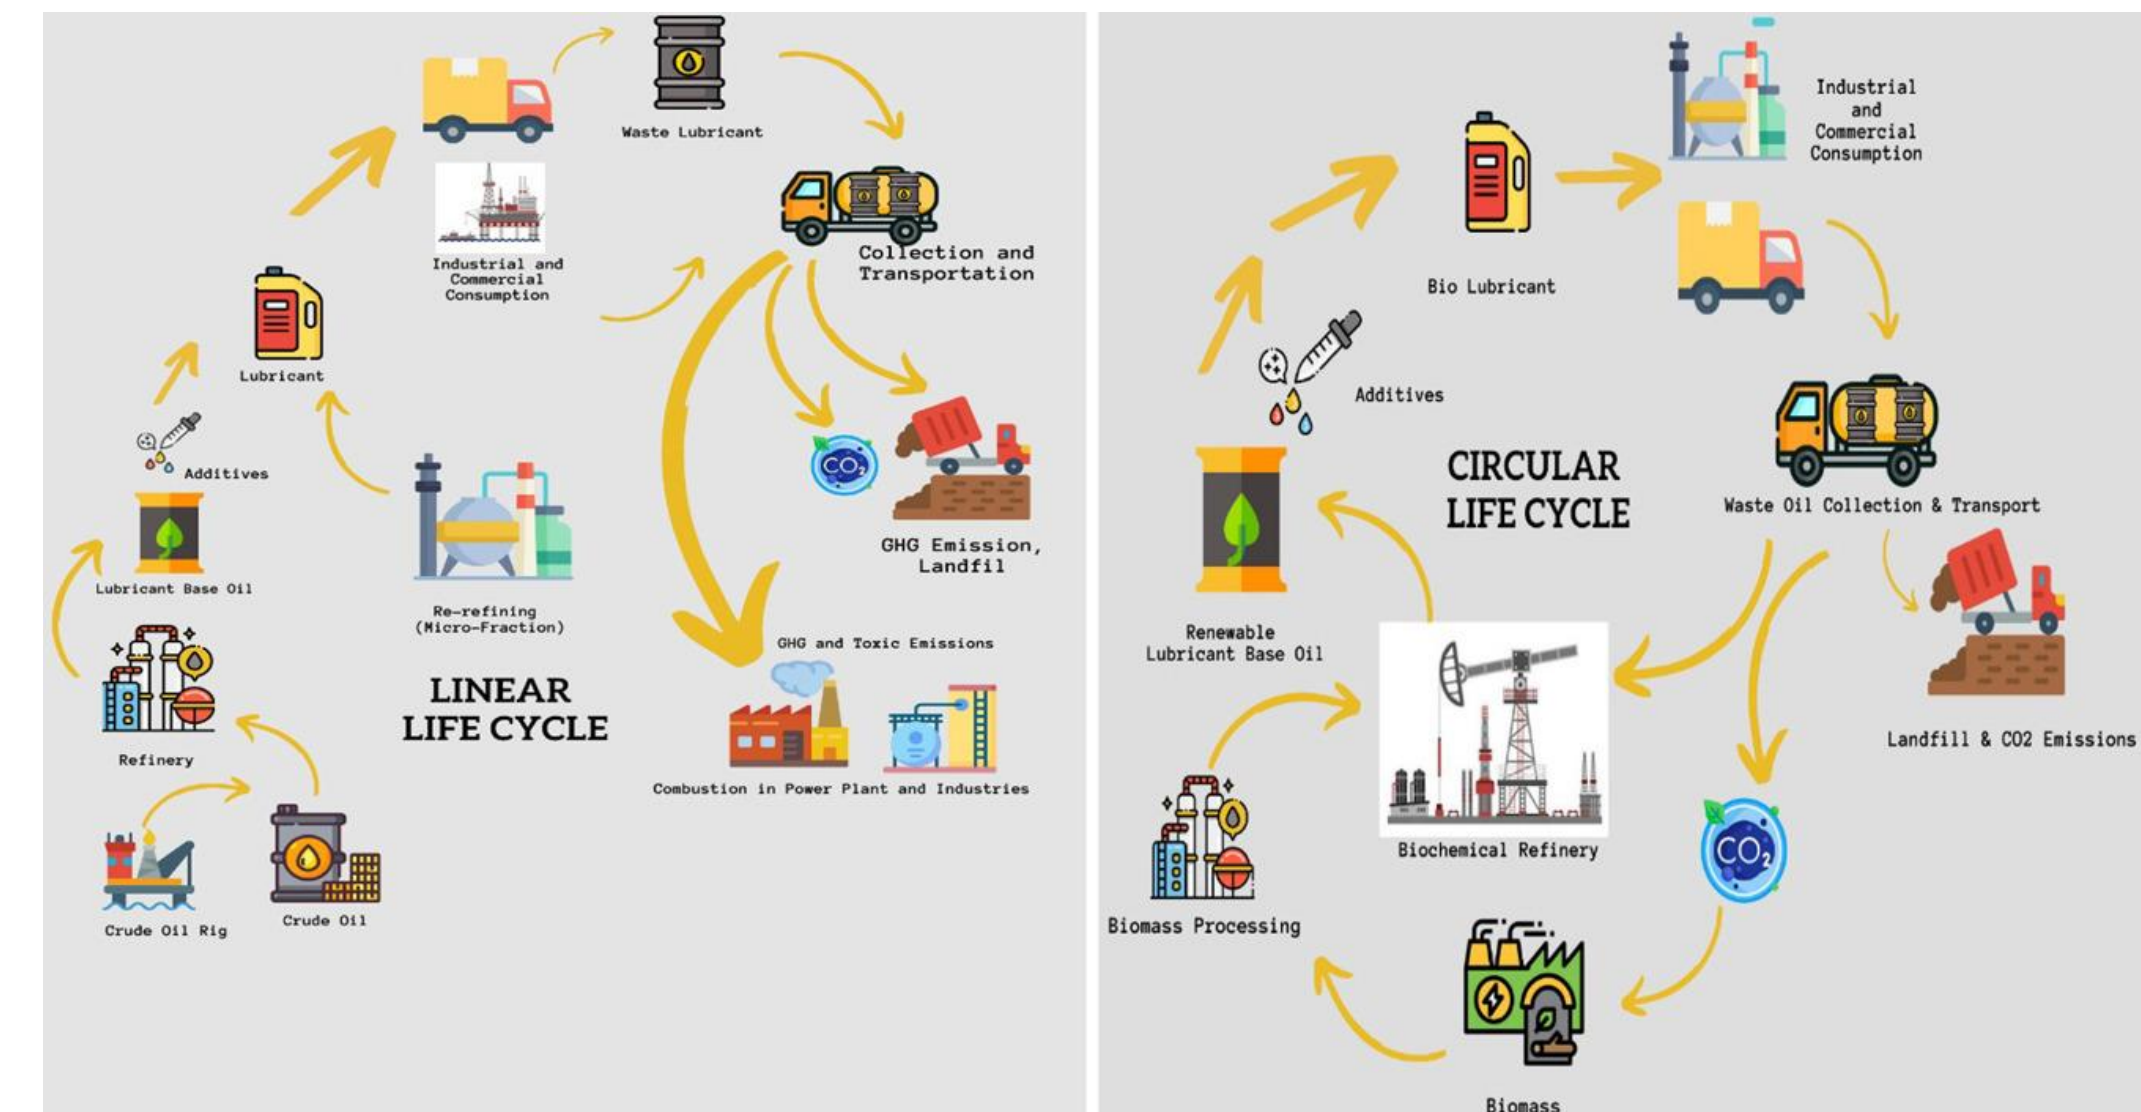 Waste Lubricant
Collection and
Transportation
Industrial and
Commercial
Consumption
Lubricant
Additives
Lubricant Base Oil
Re-refining
(Micro-Fraction)
CO2
GHG Emission,
Landfil
GHG and Toxic Emissions
LINEAR
LIFE CYCLE
Refinery
Combustion in Power Plant and Industries
Crude Oil Rig
Crude Oil
Industrial
and
Commercial
Consumption
Bio Lubricant
Additives
CIRCULAR
LIFE CYCLE
Waste Oil Collection & Transport
Renewable
Lubricant Base Oil
Landfill & CO2 Emissions
Biochemical Refinery
CO2
Biomass Processing
Biomass